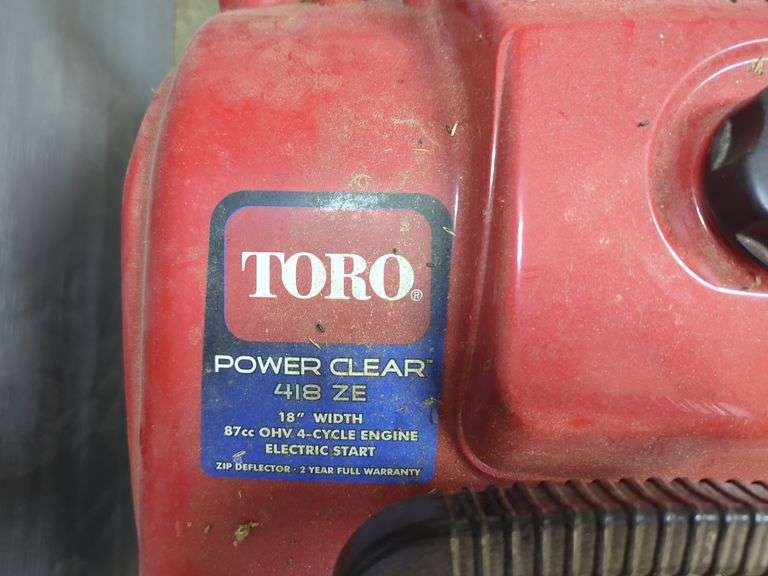 TORO®
POWER CLEAR™
418 ZE
18" WIDTH
87cc OHV 4-CYCLE ENGINE
ELECTRIC START
ZIP DEFLECTOR · 2 YEAR FULL WARRANTY